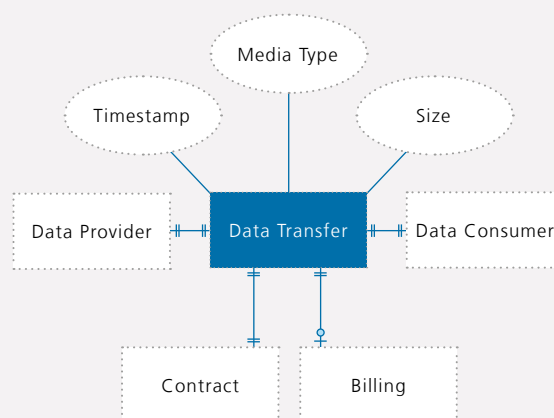 Media Type
Timestamp
Size
Data Provider
Data Transfer
Data Consumer
Contract
Billing